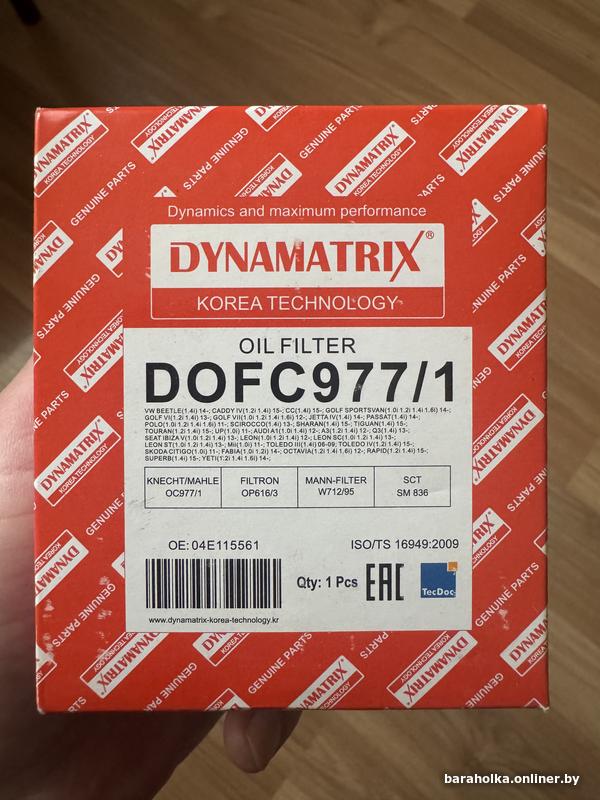 Dynamics and maximum performance
DYNAMATRIX®
KOREA TECHNOLOGY
OIL FILTER
DOFC977/1
VW BEETLE(1.4i) 14-; CADDY IV(1.2i 1.4i) 15-; CC(1.4i) 15-; GOLF SPORTSVAN(1.0i 1.2i 1.4i 1.6i) 14-;
GOLF VI(1.2i 1.4i) 13-; GOLF VII(1.0i 1.2i 1.4i 1.6i) 12-; JETTA IV(1.4i) 14-; PASSAT(1.4i) 14-;
POLO(1.0i 1.2i 1.4i 1.6i) 11-; SCIROCCO(1.4i) 13-; SHARAN(1.4i) 15-; TIGUAN(1.4i) 15-;
TOURAN(1.2i 1.4i) 15-; UP(1.0i) 11-; AUDI A1(1.0i 1.4i) 12-; A3(1.2i 1.4i) 12-; Q3(1.4i) 13-;
SEAT IBIZA V(1.0i 1.2i 1.4i) 13-; LEON(1.0i 1.2i 1.4i) 12-; LEON SC(1.0i 1.2i 1.4i) 13-;
LEON ST(1.0i 1.2i 1.4i) 13-; Mii(1.0i) 11-; TOLEDO III(1.4i) 06-09; TOLEDO IV(1.2i 1.4i) 15-;
SKODA CITIGO(1.0i) 11-; FABIA(1.0i 1.2i 1.4i) 14-; OCTAVIA(1.2i 1.4i 1.6i) 12-; RAPID(1.2i 1.4i) 15-;
SUPERB(1.4i) 15-; YETI(1.2i 1.4i 1.6i) 14-;
KNECHT/MAHLE FILTRON MANN-FILTER SCT
OC977/1 OP616/3 W712/95 SM 836
OE: 04E115561 ISO/TS 16949:2009
Qty: 1 Pcs EAC TecDoc
www.dynamatrix-korea-technology.kr
GENUINE PARTS
DYNAMATRIX
KOREA TECHNOLOGY
baraholka.onliner.by